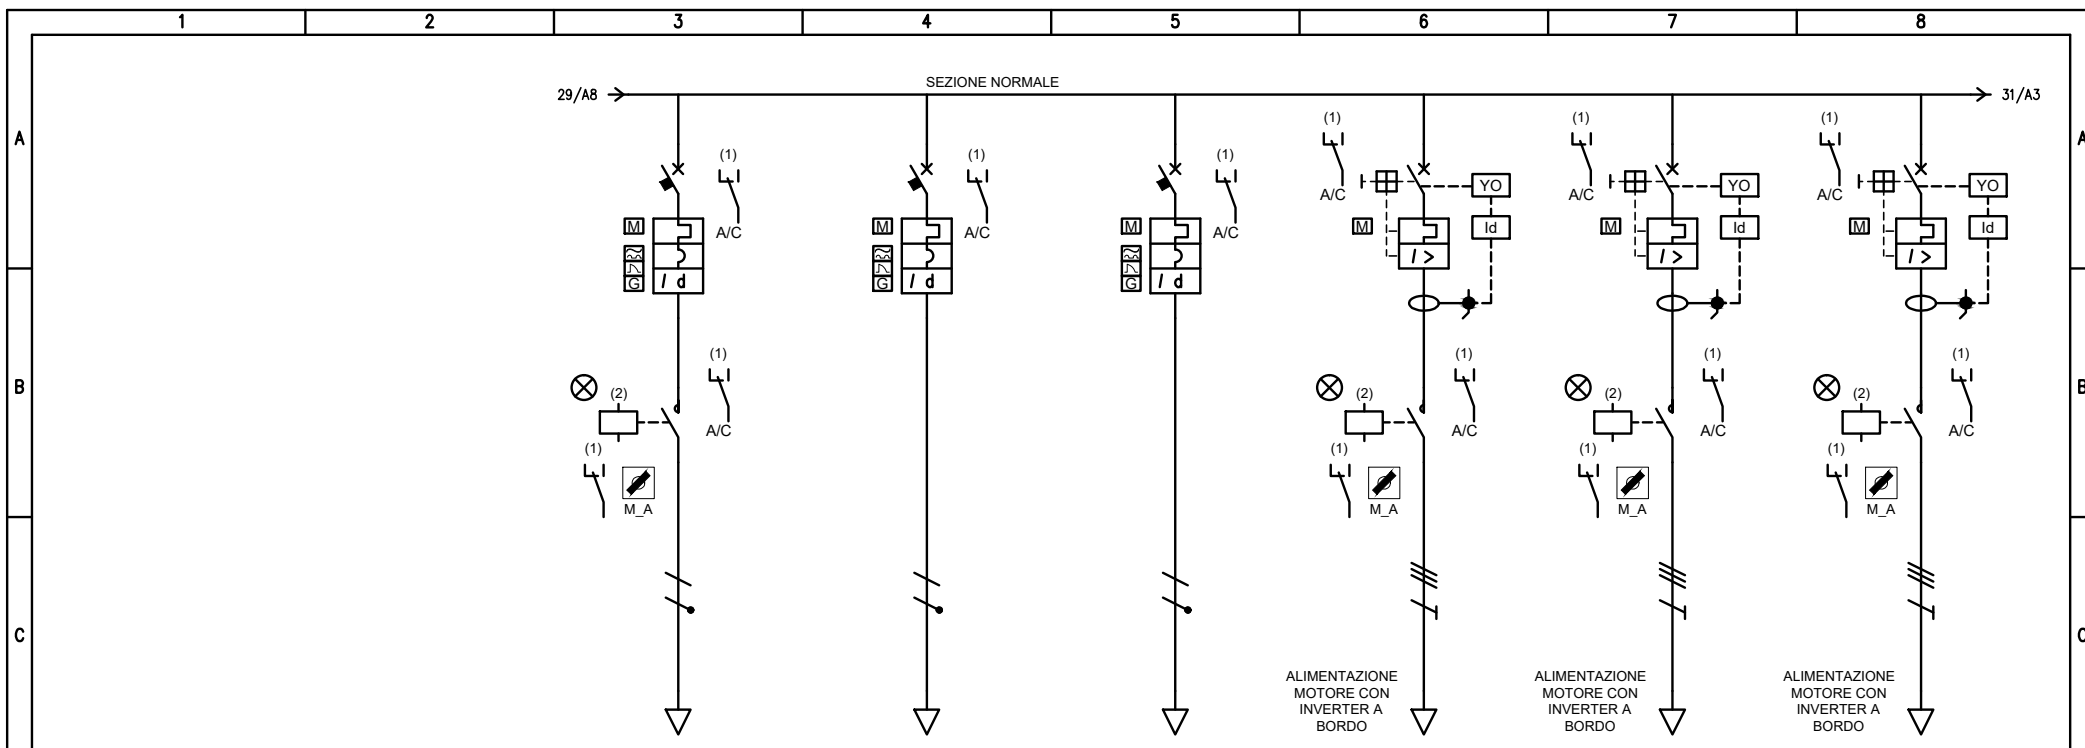 1 2 3 4 5 6 7 8
SEZIONE NORMALE
29/A8 31/A3
(1) (1) (1)
A A
(1) (1) (1)
YO YO YO
A/C A/C A/C
M M M M M M
A/C A/C A/C
Id Id Id
I > I > I >
G I d G I d G I d
(1) (1) (1) (1)
B B
(2) (2) (2) (2)
A/C A/C A/C A/C
(1) (1) (1) (1)
M_A M_A M_A M_A
C C
ALIMENTAZIONE
MOTORE CON
INVERTER A
BORDO
ALIMENTAZIONE
MOTORE CON
INVERTER A
BORDO
ALIMENTAZIONE
MOTORE CON
INVERTER A
BORDO